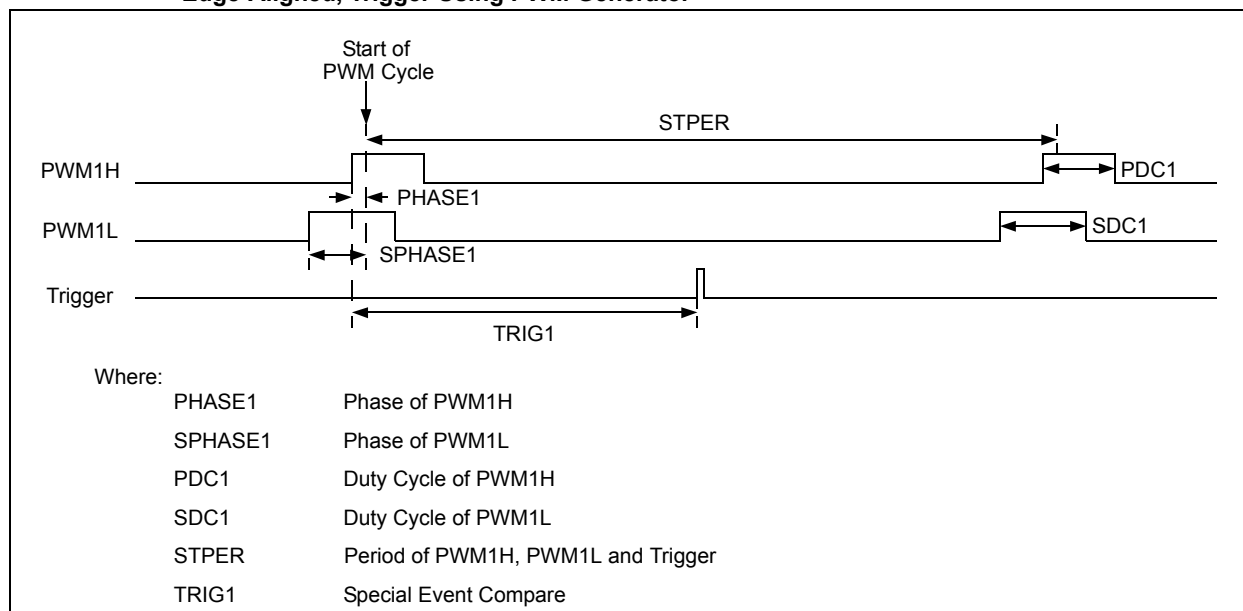 Edge Aligned, Trigger Using PWM Generator
Start of
PWM Cycle
STPER
PWM1H
PDC1
PHASE1
PWM1L
SDC1
SPHASE1
Trigger
TRIG1
Where:
PHASE1 Phase of PWM1H
SPHASE1 Phase of PWM1L
PDC1 Duty Cycle of PWM1H
SDC1 Duty Cycle of PWM1L
STPER Period of PWM1H, PWM1L and Trigger
TRIG1 Special Event Compare